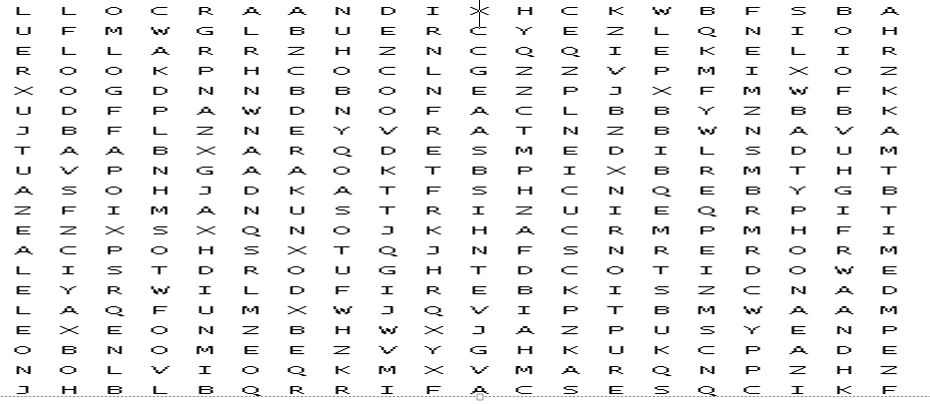 L L O C R A A N D I X H C K W B F S B A
U F M W G L B U E R C Y E Z L Q N I O H
E L L A R R Z H Z N C Q Q I E K E L I R
R O O K P H C O C L G Z Z V P M I X O Z
X O G D N N B B O N E Z P J X F M W F K
U D F P A W D N O F A C L B B Y Z B B K
J B F L Z N E Y V R A T N Z B W N A V A
T A A B X A R Q D E S M E D I L S D U M
U V P N G A A O K T B P I X B R M T H T
A S O H J D K A T F S H C N Q E B Y G B
Z F I M A N U S T R I Z U I E Q R P I T
E Z X S X Q N O J K H A C R M P M H F I
A C P O H S X T Q J N F S N R E R O R M
L I S T D R O U G H T D C O T I D O W E
E Y R W I L D F I R E B K I S Z C N A D
L A Q F U M X W J Q V I P T B M W A A M
E X E O N Z B H W X J A Z P U S Y E N P
O B N O M E E Z V Y G H K U K C P A D E
N O L V I O Q K M X V M A R Q N P Z H Z
J H B L B Q R R I F A C S E S Q C I K F